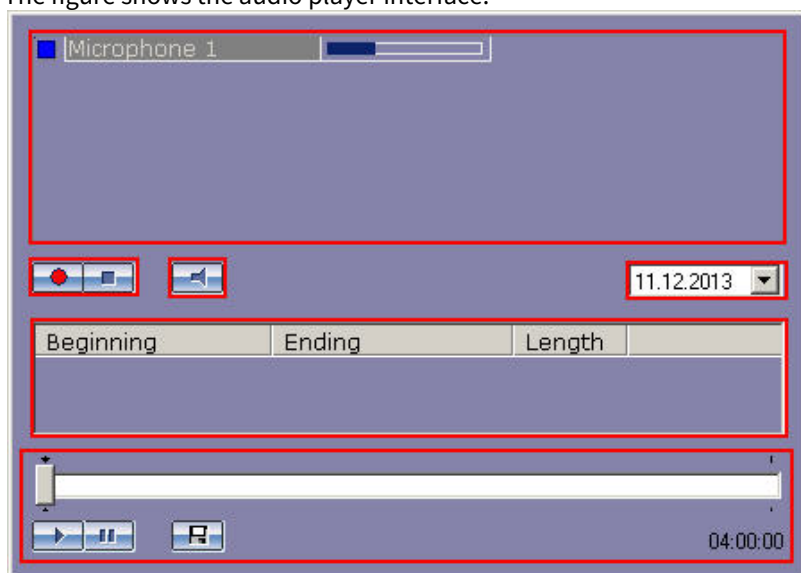 The figure shows the audio player interface.
Microphone 1
11.12.2013
Beginning Ending Length
04:00:00